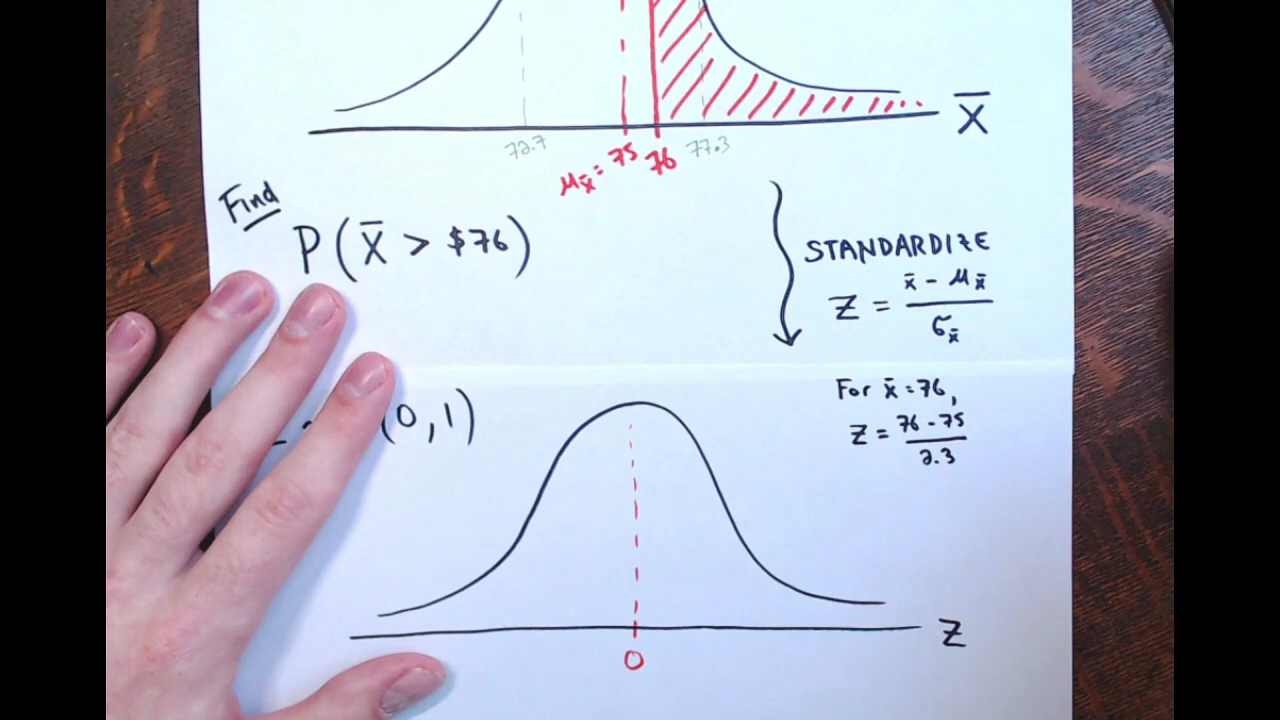 X̄
72.7
μx̄ = 75
76
77.3
Find
P(X̄ > $76)
STANDARDIZE
Z = (x̄ - μx̄) / σx̄
For x̄ = 76,
Z = (76 - 75) / 2.3
(0,1)
0
Z